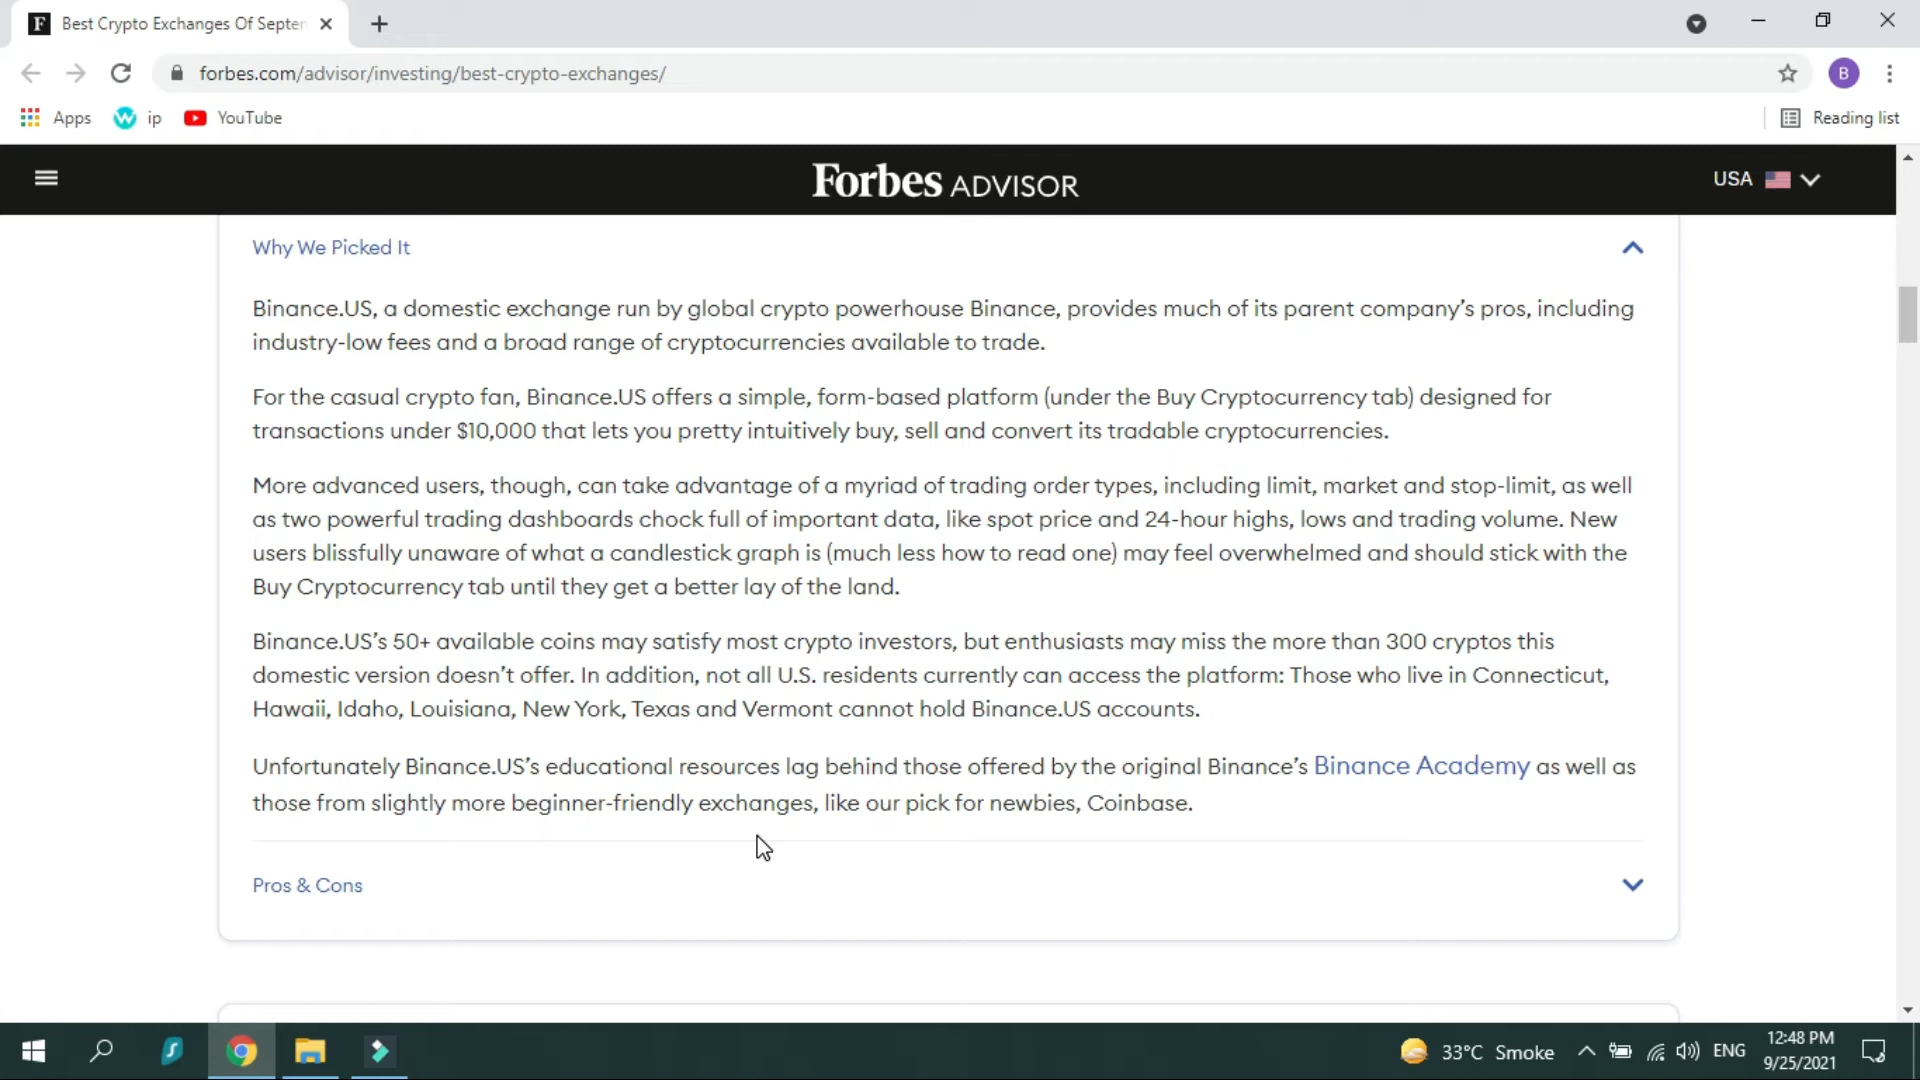 F Best Crypto Exchanges Of Septem
forbes.com/advisor/investing/best-crypto-exchanges/
B
Apps
ip
YouTube
Reading list
Forbes ADVISOR
USA
Why We Picked It
Binance.US, a domestic exchange run by global crypto powerhouse Binance, provides much of its parent company’s pros, including
industry-low fees and a broad range of cryptocurrencies available to trade.
For the casual crypto fan, Binance.US offers a simple, form-based platform (under the Buy Cryptocurrency tab) designed for
transactions under $10,000 that lets you pretty intuitively buy, sell and convert its tradable cryptocurrencies.
More advanced users, though, can take advantage of a myriad of trading order types, including limit, market and stop-limit, as well
as two powerful trading dashboards chock full of important data, like spot price and 24-hour highs, lows and trading volume. New
users blissfully unaware of what a candlestick graph is (much less how to read one) may feel overwhelmed and should stick with the
Buy Cryptocurrency tab until they get a better lay of the land.
Binance.US’s 50+ available coins may satisfy most crypto investors, but enthusiasts may miss the more than 300 cryptos this
domestic version doesn’t offer. In addition, not all U.S. residents currently can access the platform: Those who live in Connecticut,
Hawaii, Idaho, Louisiana, New York, Texas and Vermont cannot hold Binance.US accounts.
Unfortunately Binance.US’s educational resources lag behind those offered by the original Binance’s Binance Academy as well as
those from slightly more beginner-friendly exchanges, like our pick for newbies, Coinbase.
Pros & Cons
33°C Smoke
ENG
12:48 PM
9/25/2021